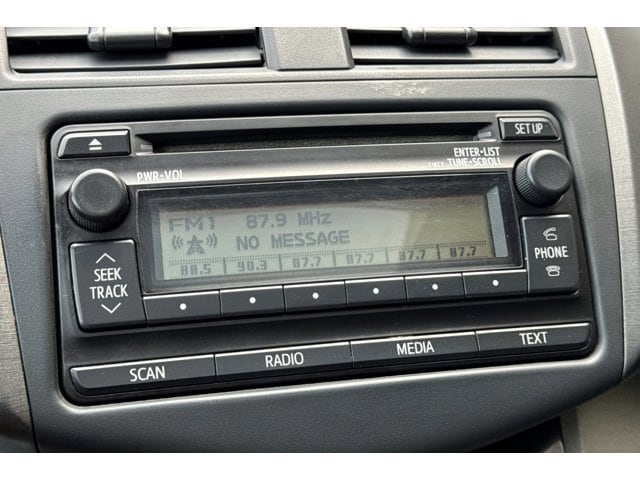 SET UP
PWR•VOL
ENTER•LIST
TUNE•SCROLL
FM1 87.9 MHz
NO MESSAGE
88.5 90.3 87.7 87.7 87.7 87.7
SEEK
TRACK
PHONE
SCAN RADIO MEDIA TEXT